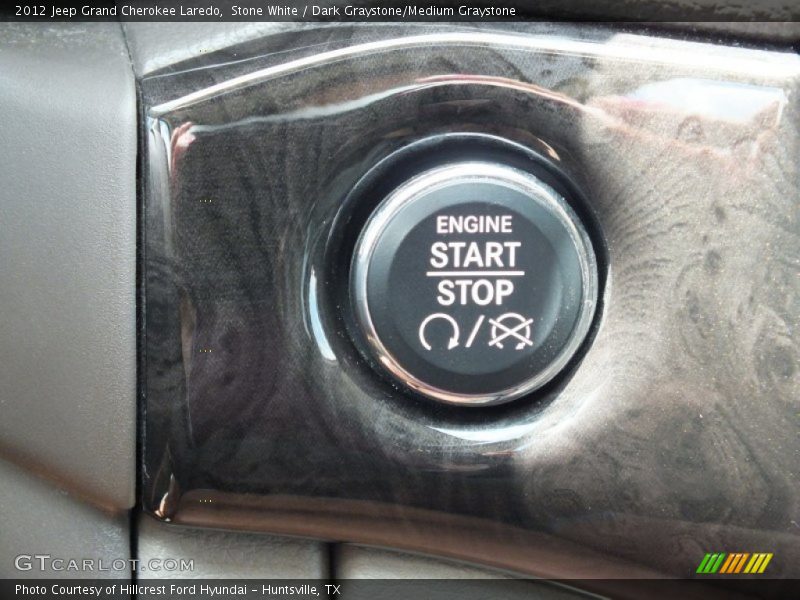 2012 Jeep Grand Cherokee Laredo, Stone White / Dark Graystone/Medium Graystone
ENGINE
START
STOP
GTCARLOT.COM
Photo Courtesy of Hillcrest Ford Hyundai - Huntsville, TX